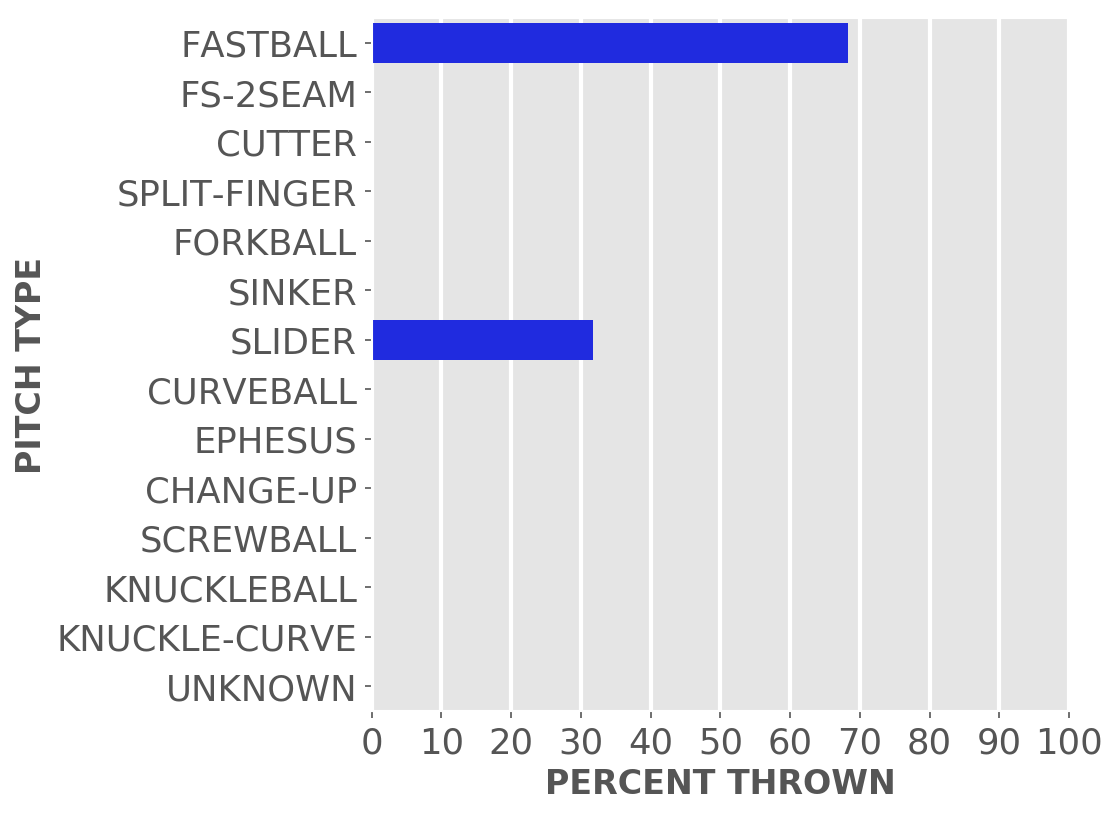 FASTBALL
FS-2SEAM
CUTTER
SPLIT-FINGER
FORKBALL
SINKER
SLIDER
CURVEBALL
EPHESUS
CHANGE-UP
SCREWBALL
KNUCKLEBALL
KNUCKLE-CURVE
UNKNOWN
PITCH TYPE
0 10 20 30 40 50 60 70 80 90 100
PERCENT THROWN